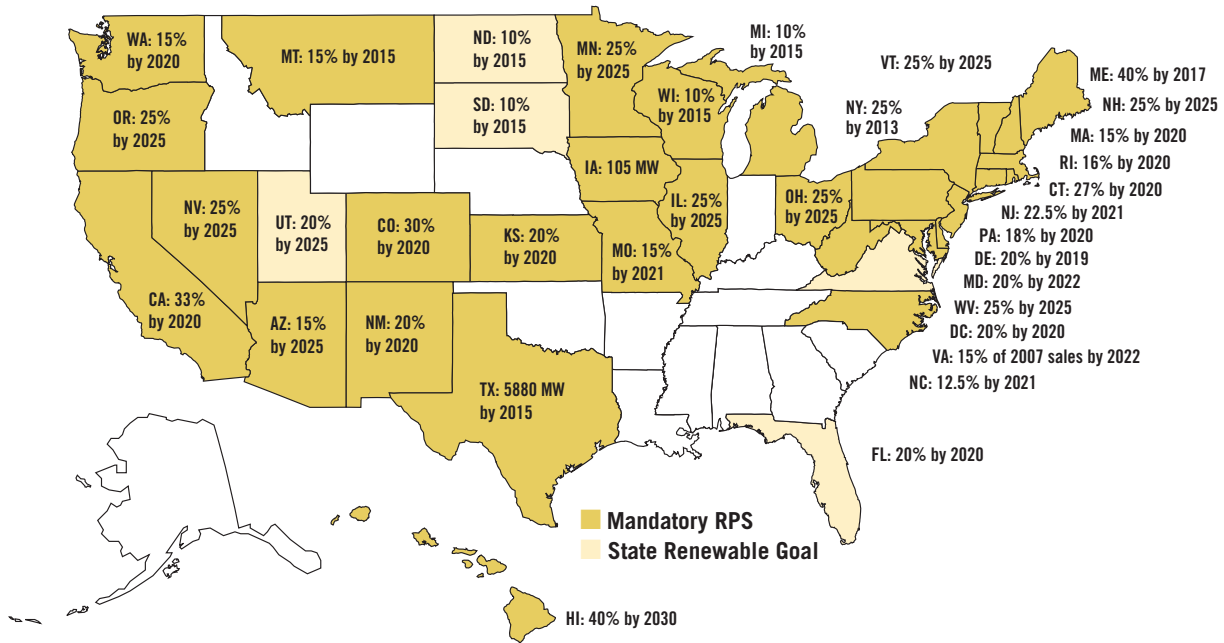 WA: 15%
by 2020
MT: 15% by 2015
ND: 10%
by 2015
MN: 25%
by 2025
MI: 10%
by 2015
VT: 25% by 2025
ME: 40% by 2017
NH: 25% by 2025
OR: 25%
by 2025
SD: 10%
by 2015
WI: 10%
by 2015
NY: 25%
by 2013
MA: 15% by 2020
RI: 16% by 2020
CT: 27% by 2020
NJ: 22.5% by 2021
PA: 18% by 2020
DE: 20% by 2019
MD: 20% by 2022
WV: 25% by 2025
DC: 20% by 2020
VA: 15% of 2007 sales by 2022
NC: 12.5% by 2021
IA: 105 MW
NV: 25%
by 2025
UT: 20%
by 2025
CO: 30%
by 2020
KS: 20%
by 2020
MO: 15%
by 2021
IL: 25%
by 2025
OH: 25%
by 2025
CA: 33%
by 2020
AZ: 15%
by 2025
NM: 20%
by 2020
TX: 5880 MW
by 2015
FL: 20% by 2020
Mandatory RPS
State Renewable Goal
HI: 40% by 2030